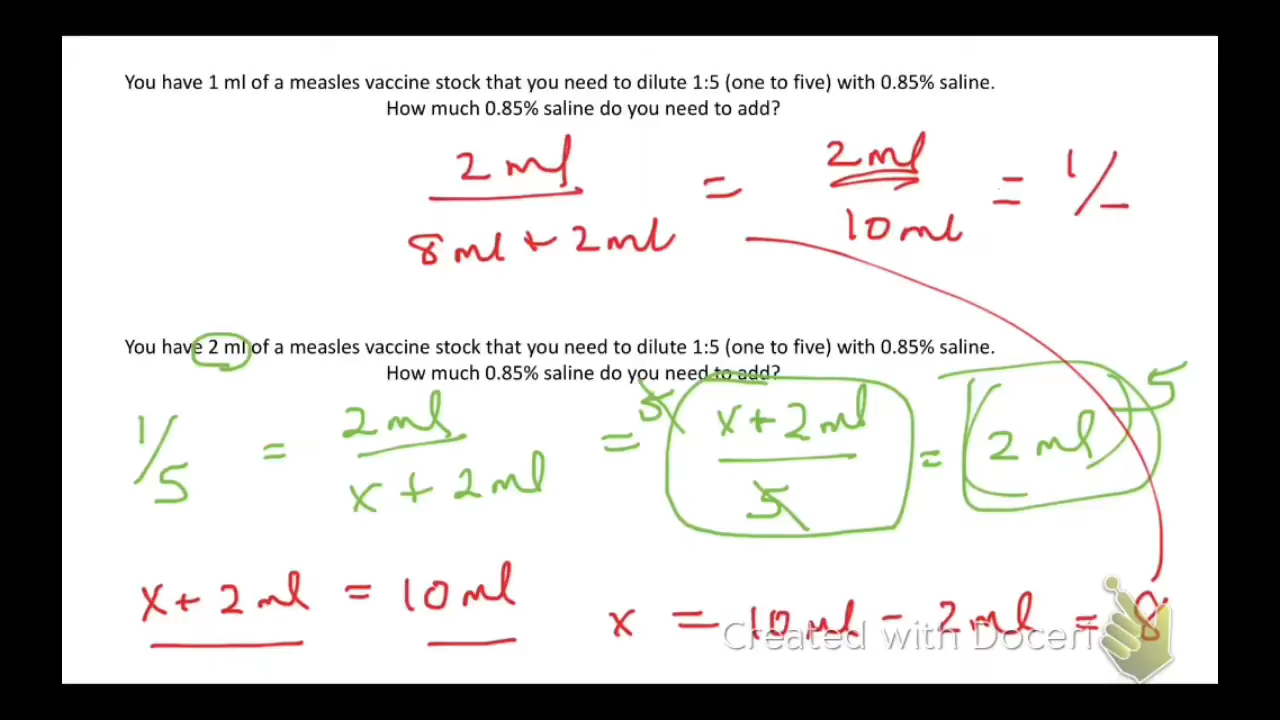 You have 1 ml of a measles vaccine stock that you need to dilute 1:5 (one to five) with 0.85% saline.
How much 0.85% saline do you need to add?
2 ml / 8 ml + 2 ml = 2 ml / 10 ml = 1/
You have 2 ml of a measles vaccine stock that you need to dilute 1:5 (one to five) with 0.85% saline.
How much 0.85% saline do you need to add?
1/5 = 2 ml / x + 2 ml = 5 x + 2 ml / 5 = (2 ml) 5
x + 2 ml = 10 ml x = 10 ml - 2 ml = 8
Created with Doceri